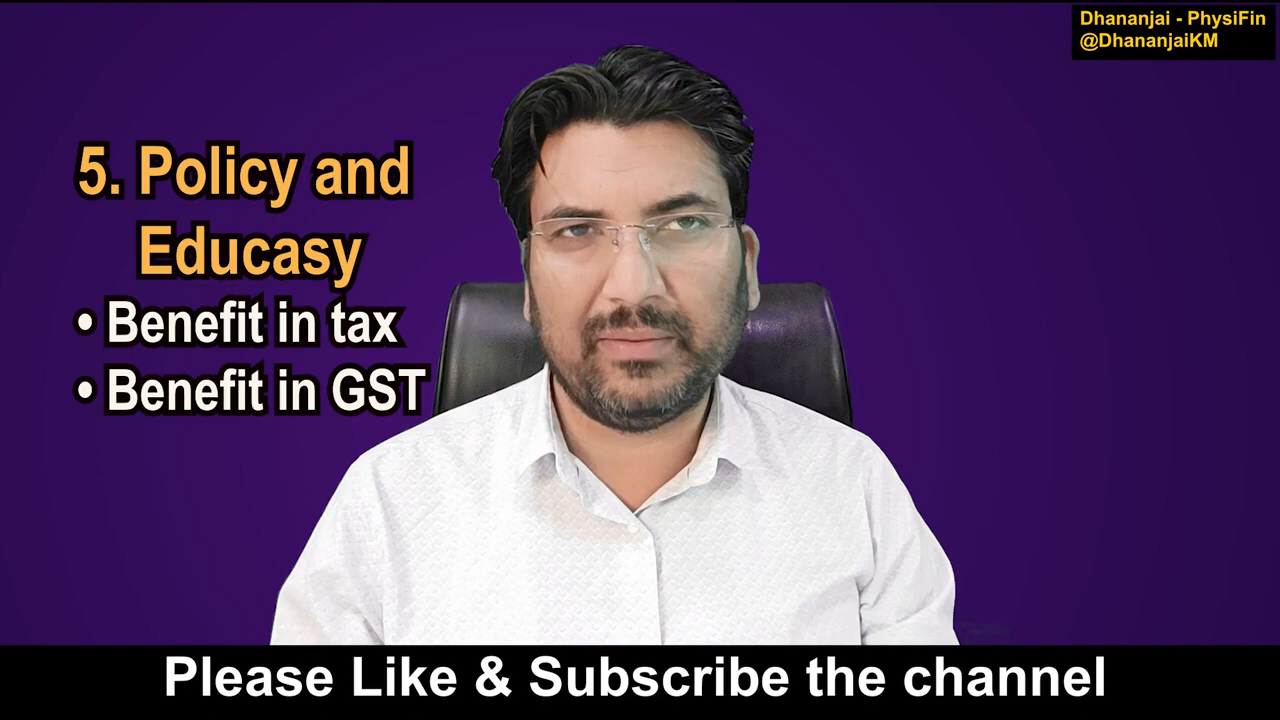 Dhananjai - PhysiFin
@DhananjaiKM
5. Policy and
Educasy
• Benefit in tax
• Benefit in GST
Please Like & Subscribe the channel